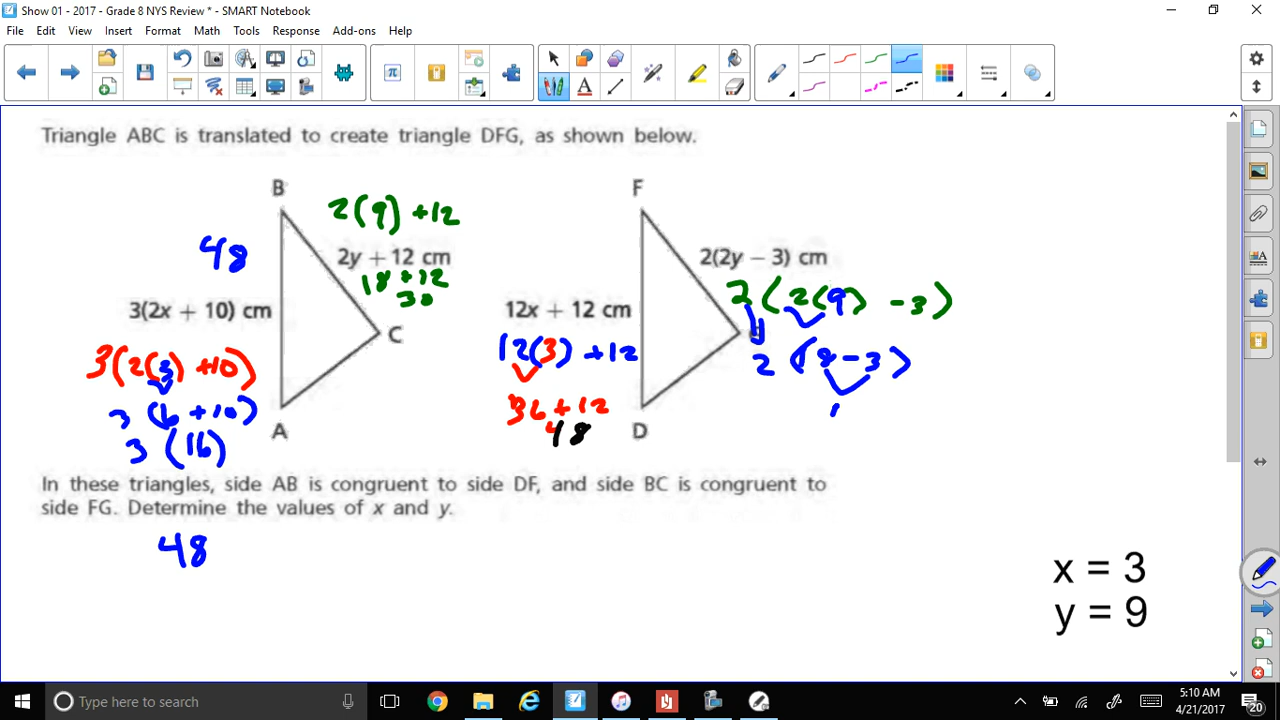 Show 01 - 2017 - Grade 8 NYS Review * - SMART Notebook
File Edit View Insert Format Math Tools Response Add-ons Help
Triangle ABC is translated to create triangle DFG, as shown below.
B
F
2(9) +12
48
2y + 12 cm
2(2y − 3) cm
18 +12
30
2(2(9) -3)
3(2x + 10) cm
12x + 12 cm
C
3(2(3) +10)
12(3) +12
2 (18 -3)
3 (6 +10)
36 +12
48
3 (16)
A
D
In these triangles, side AB is congruent to side DF, and side BC is congruent to
side FG. Determine the values of x and y.
48
x = 3
y = 9
Type here to search
5:10 AM
4/21/2017
20